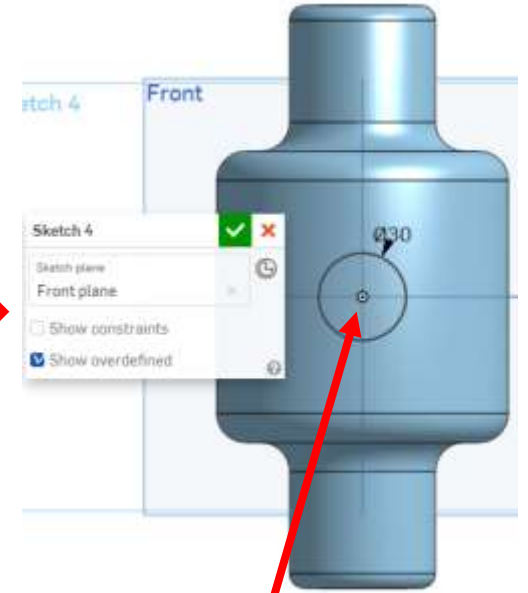 Front
etch 4
Sketch 4
Ø30
Sketch plane
Front plane
Show constraints
Show overdefined